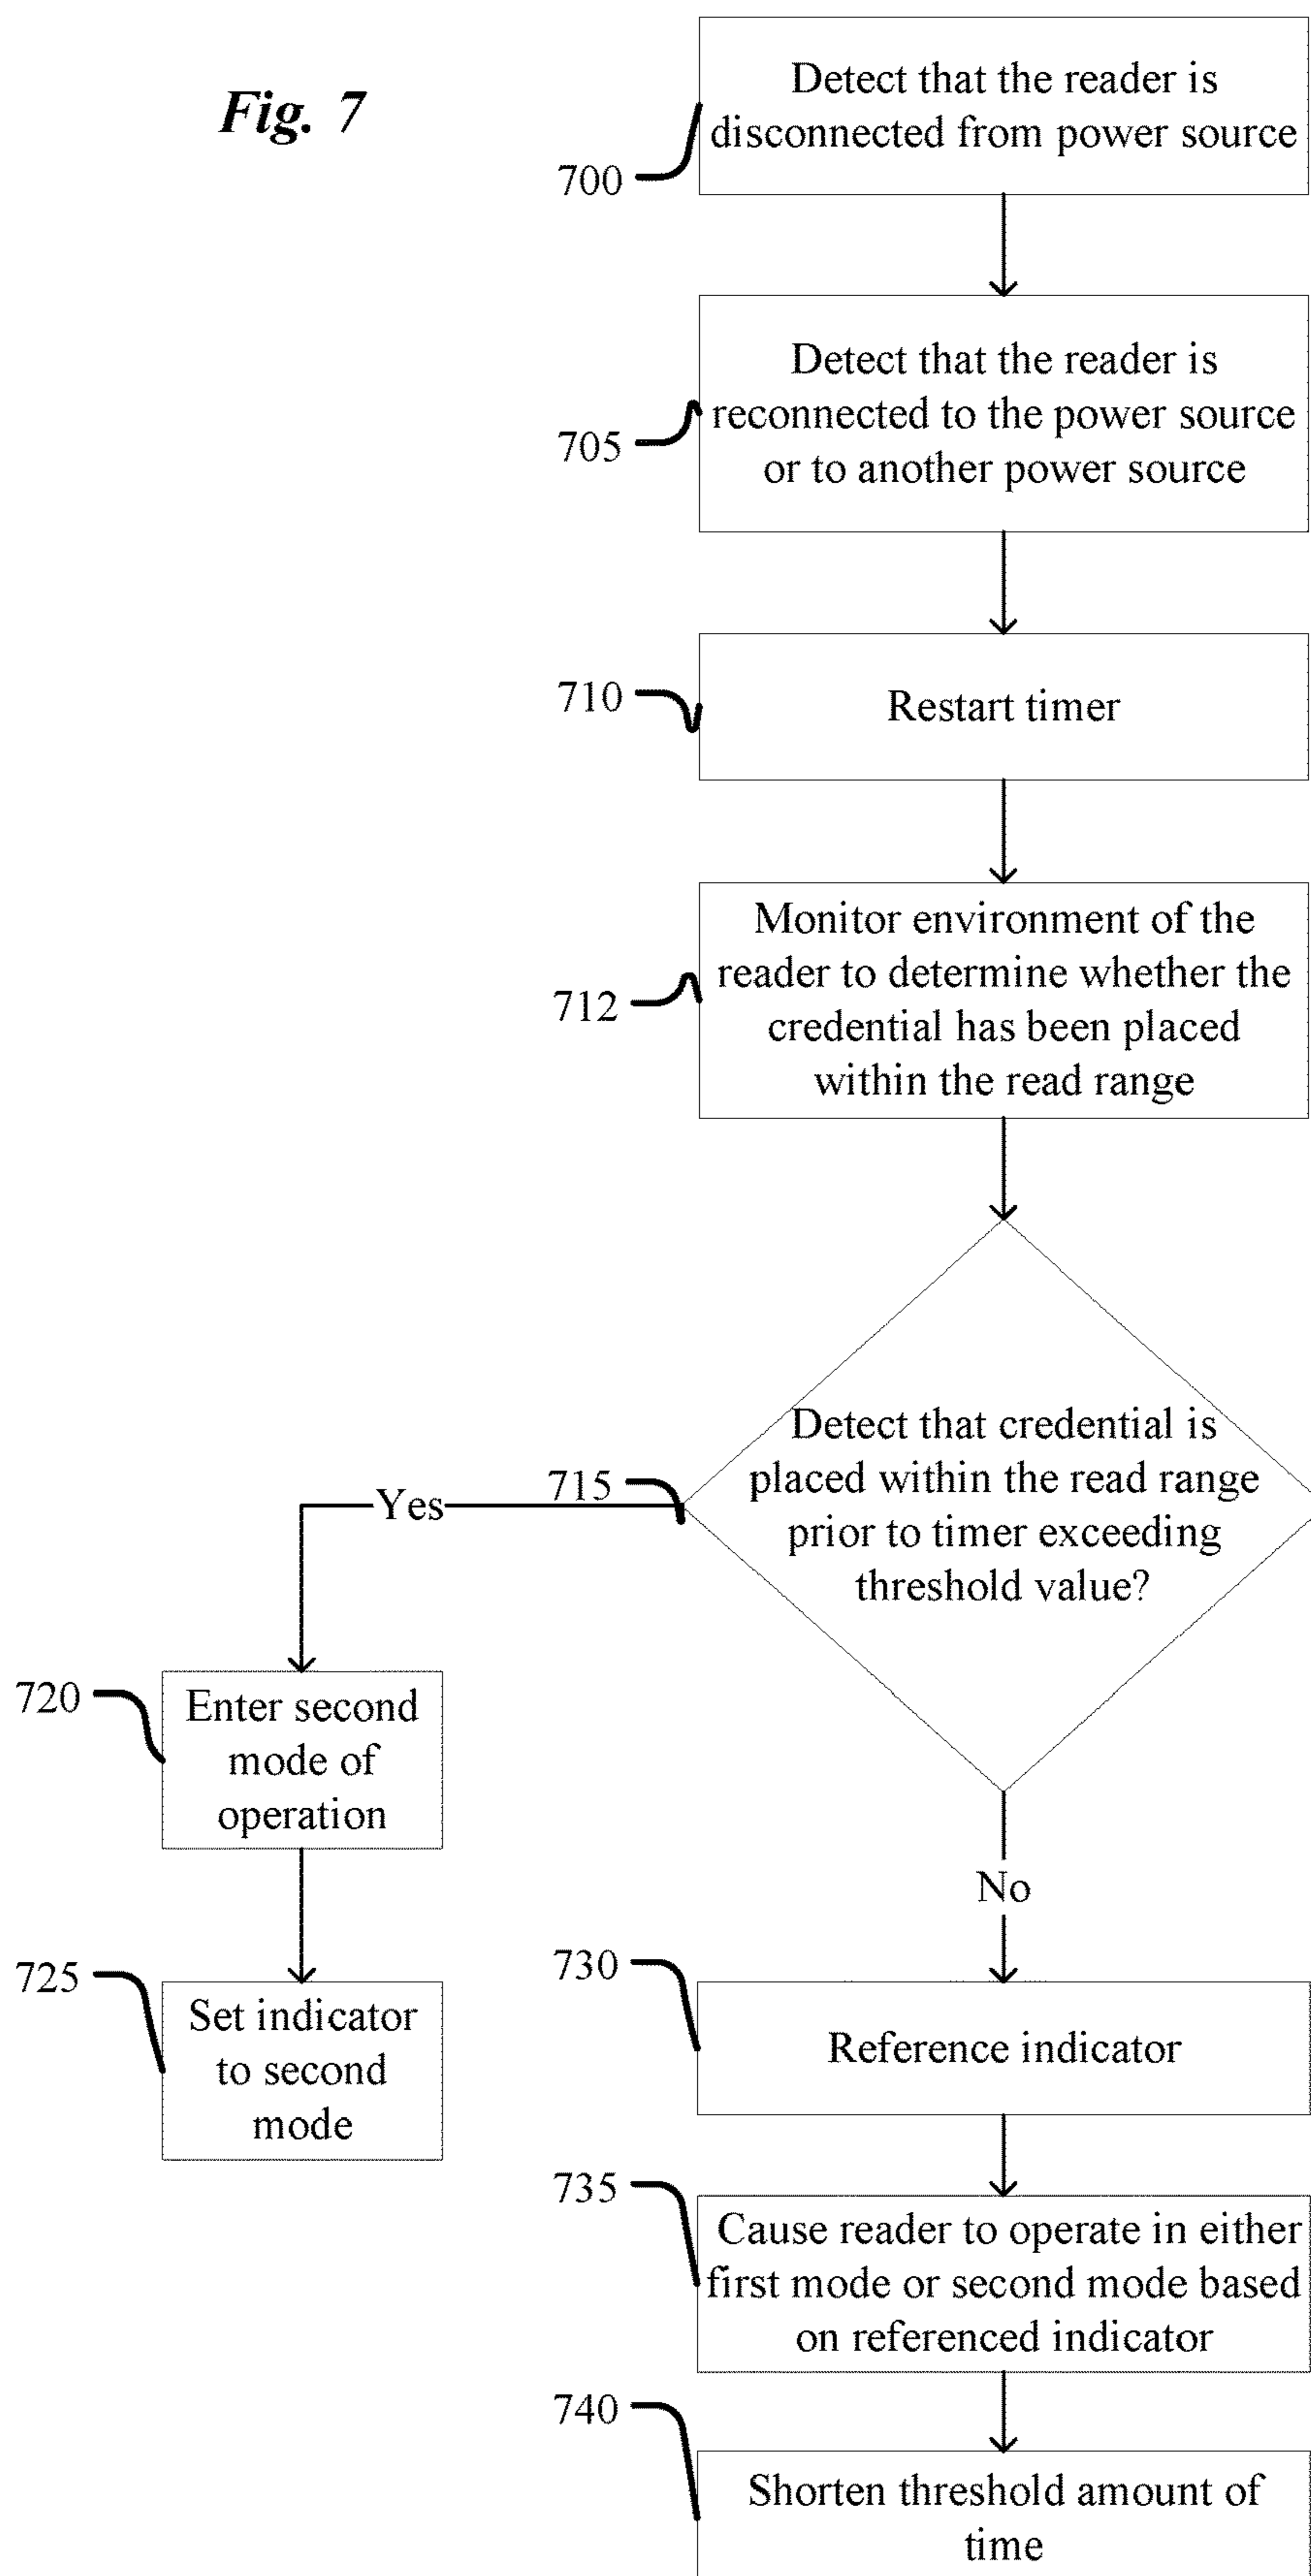 Fig. 7
Detect that the reader is
disconnected from power source
700
Detect that the reader is
reconnected to the power source
or to another power source
705
Restart timer
710
Monitor environment of the
reader to determine whether the
credential has been placed
within the read range
712
Detect that credential is
placed within the read range
prior to timer exceeding
threshold value?
715
Yes
720
Enter second
mode of
operation
725
Set indicator
to second
mode
No
730
Reference indicator
735
Cause reader to operate in either
first mode or second mode based
on referenced indicator
740
Shorten threshold amount of
time